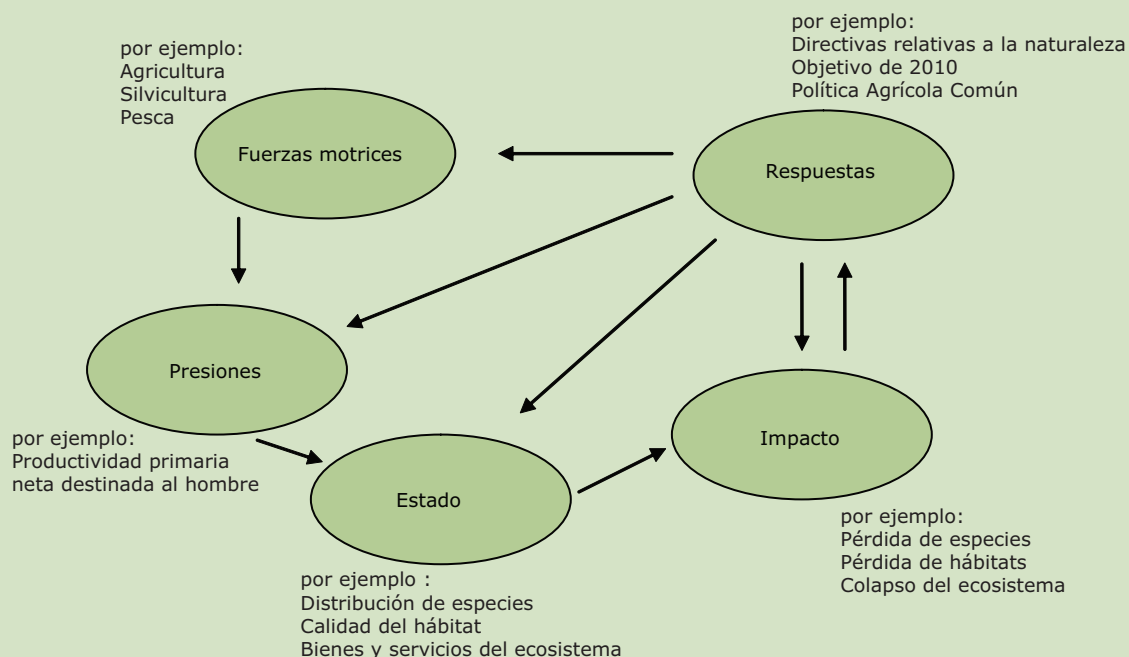 por ejemplo:
Agricultura
Silvicultura
Pesca
Fuerzas motrices
por ejemplo:
Directivas relativas a la naturaleza
Objetivo de 2010
Política Agrícola Común
Respuestas
Presiones
por ejemplo:
Productividad primaria
neta destinada al hombre
Estado
por ejemplo :
Distribución de especies
Calidad del hábitat
Bienes y servicios del ecosistema
Impacto
por ejemplo:
Pérdida de especies
Pérdida de hábitats
Colapso del ecosistema